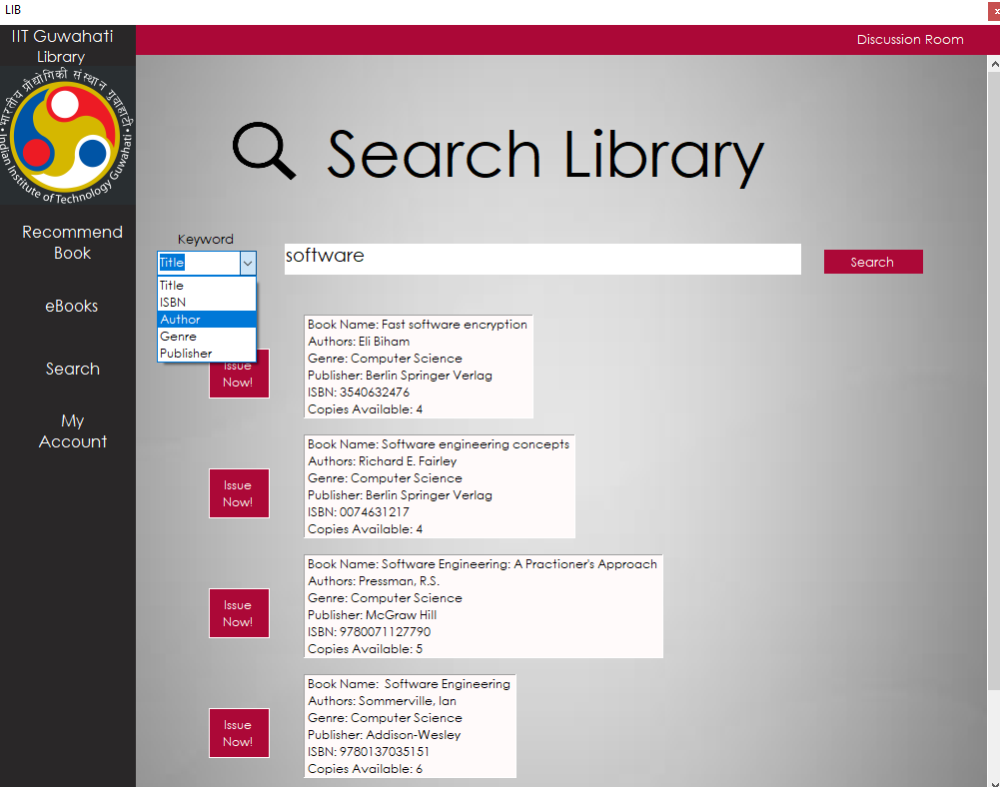 LIB
IIT Guwahati
Library
भारतीय प्रौद्योगिकी संस्थान गुवाहाटी
Indian Institute of Technology Guwahati
Recommend
Book
eBooks
Search
My
Account
Discussion Room
Search Library
Keyword
Title
software
Search
Title
ISBN
Author
Genre
Publisher
Issue
Now!
Book Name: Fast software encryption
Authors: Eli Biham
Genre: Computer Science
Publisher: Berlin Springer Verlag
ISBN: 3540632476
Copies Available: 4
Issue
Now!
Book Name: Software engineering concepts
Authors: Richard E. Fairley
Genre: Computer Science
Publisher: Berlin Springer Verlag
ISBN: 0074631217
Copies Available: 4
Issue
Now!
Book Name: Software Engineering: A Practioner's Approach
Authors: Pressman, R.S.
Genre: Computer Science
Publisher: McGraw Hill
ISBN: 9780071127790
Copies Available: 5
Issue
Now!
Book Name:  Software Engineering
Authors: Sommerville, Ian
Genre: Computer Science
Publisher: Addison-Wesley
ISBN: 9780137035151
Copies Available: 6